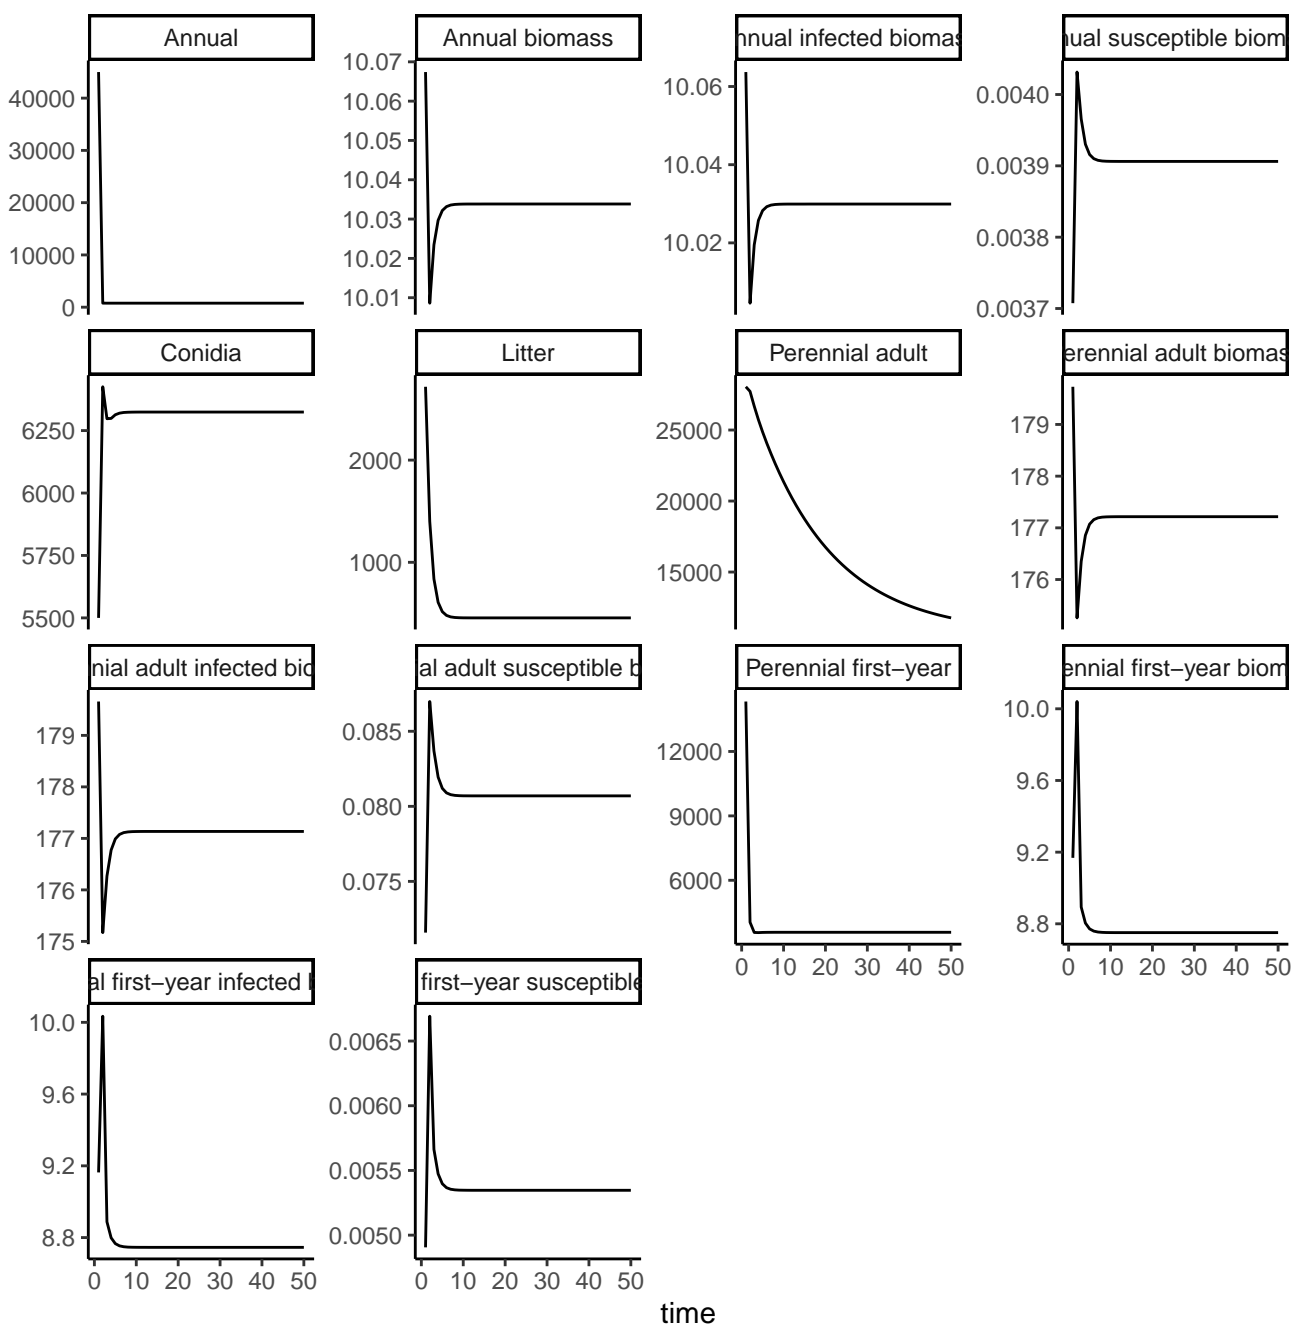 Annual
Annual biomass
nnual infected biomas
nual susceptible biom
40000
30000
20000
10000
0
10.07
10.06
10.05
10.04
10.03
10.02
10.01
10.06
10.04
10.02
0.0040
0.0039
0.0038
0.0037
Conidia
Litter
Perennial adult
erennial adult biomas
6250
6000
5750
5500
2000
1000
25000
20000
15000
179
178
177
176
nial adult infected bio
al adult susceptible b
Perennial first−year
ennial first−year biom
179
178
177
176
175
0.085
0.080
0.075
12000
9000
6000
10.0
9.6
9.2
8.8
0 10 20 30 40 50
0 10 20 30 40 50
al first−year infected b
first−year susceptible
10.0
9.6
9.2
8.8
0.0065
0.0060
0.0055
0.0050
0 10 20 30 40 50
0 10 20 30 40 50
time